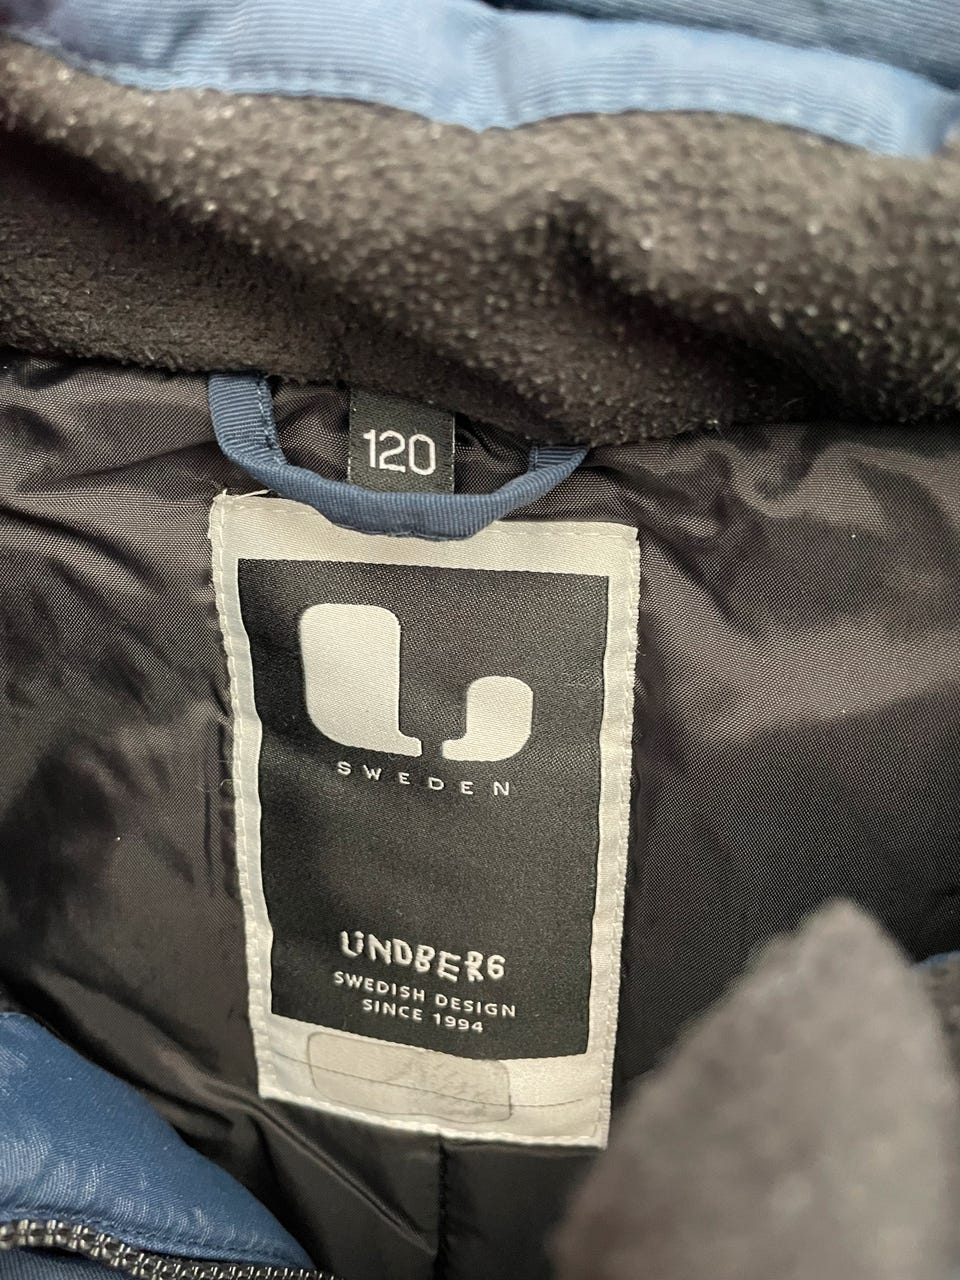 120
SWEDEN
LINDBERG
SWEDISH DESIGN
SINCE 1994